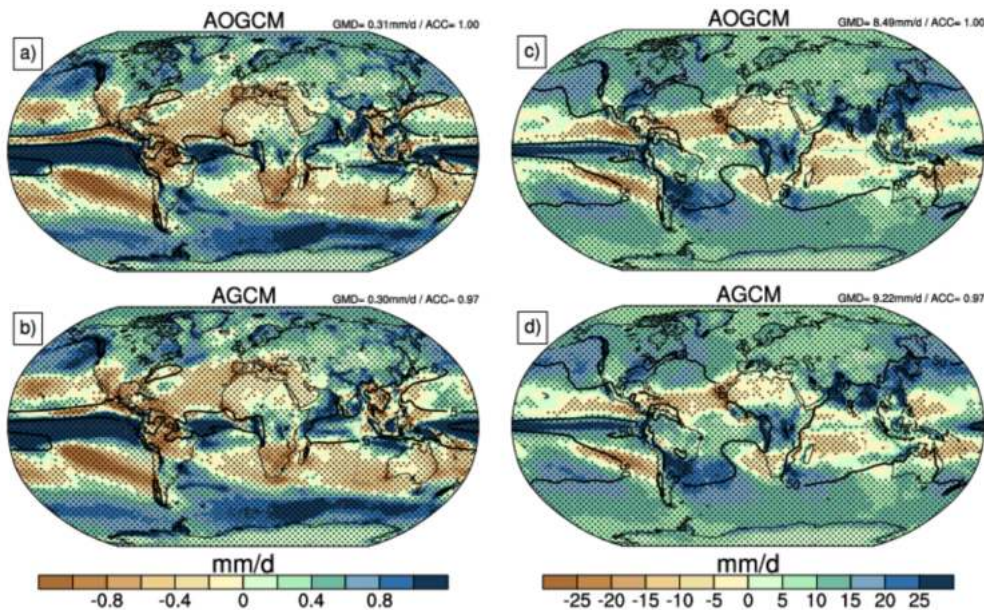 AOGCM GMD= 0.31mm/d / ACC= 1.00
a)
AOGCM GMD= 8.49mm/d / ACC= 1.00
c)
AGCM GMD= 0.30mm/d / ACC= 0.97
b)
AGCM GMD= 9.22mm/d / ACC= 0.97
d)
mm/d
-0.8 -0.4 0 0.4 0.8
mm/d
-25 -20 -15 -10 -5 0 5 10 15 20 25